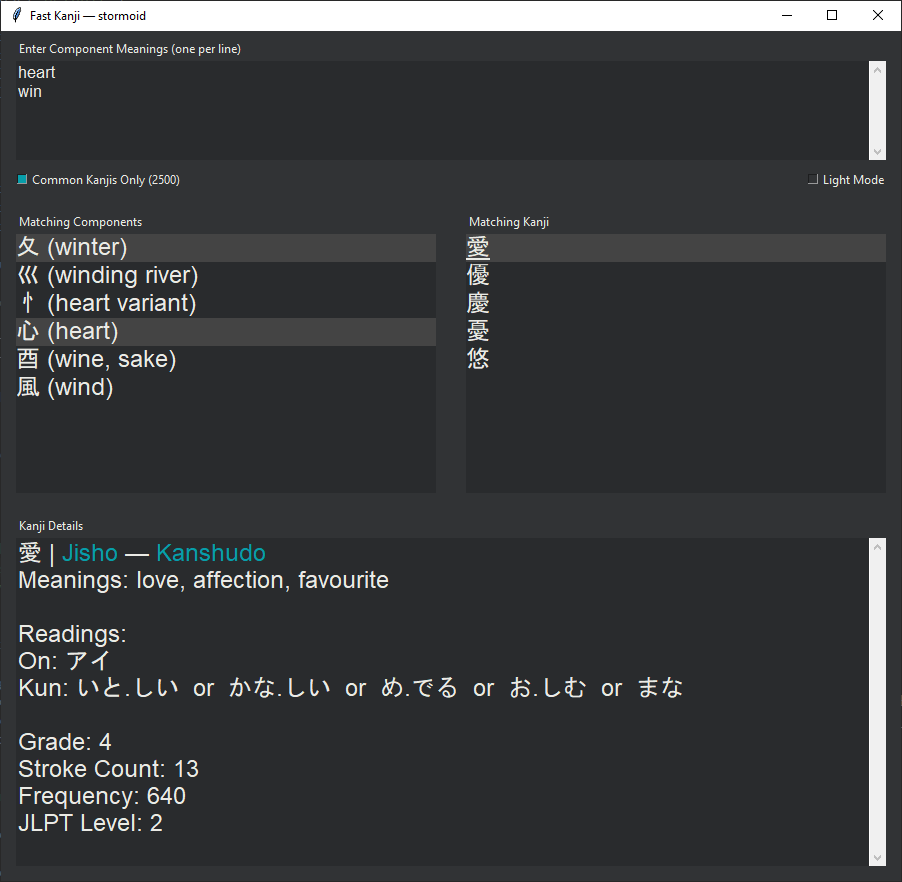 Fast Kanji — stormoid
Enter Component Meanings (one per line)
heart
win
Common Kanjis Only (2500)
Light Mode
Matching Components
夂 (winter)
巛 (winding river)
忄 (heart variant)
心 (heart)
酉 (wine, sake)
風 (wind)
Matching Kanji
愛
優
慶
憂
悠
Kanji Details
愛 | Jisho — Kanshudo
Meanings: love, affection, favourite
Readings:
On: アイ
Kun: いと.しい or かな.しい or め.でる or お.しむ or まな
Grade: 4
Stroke Count: 13
Frequency: 640
JLPT Level: 2